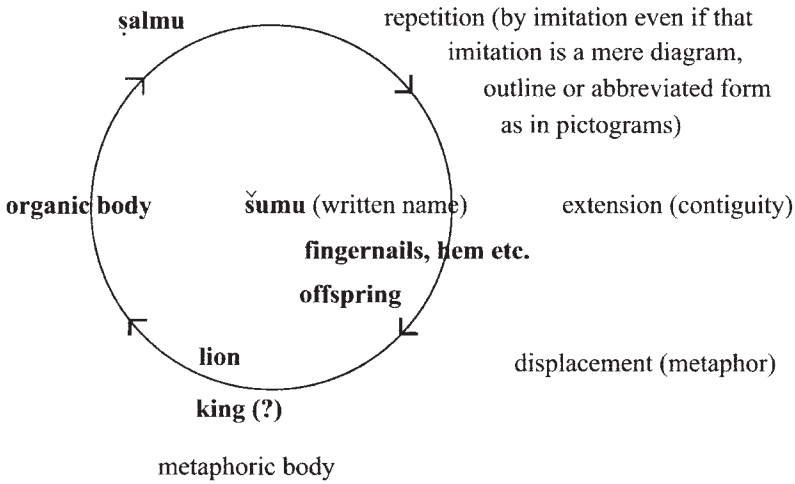 ṣalmu
repetition (by imitation even if that
imitation is a mere diagram,
outline or abbreviated form
as in pictograms)
organic body
šumu (written name)
extension (contiguity)
fingernails, hem etc.
offspring
lion
displacement (metaphor)
king (?)
metaphoric body